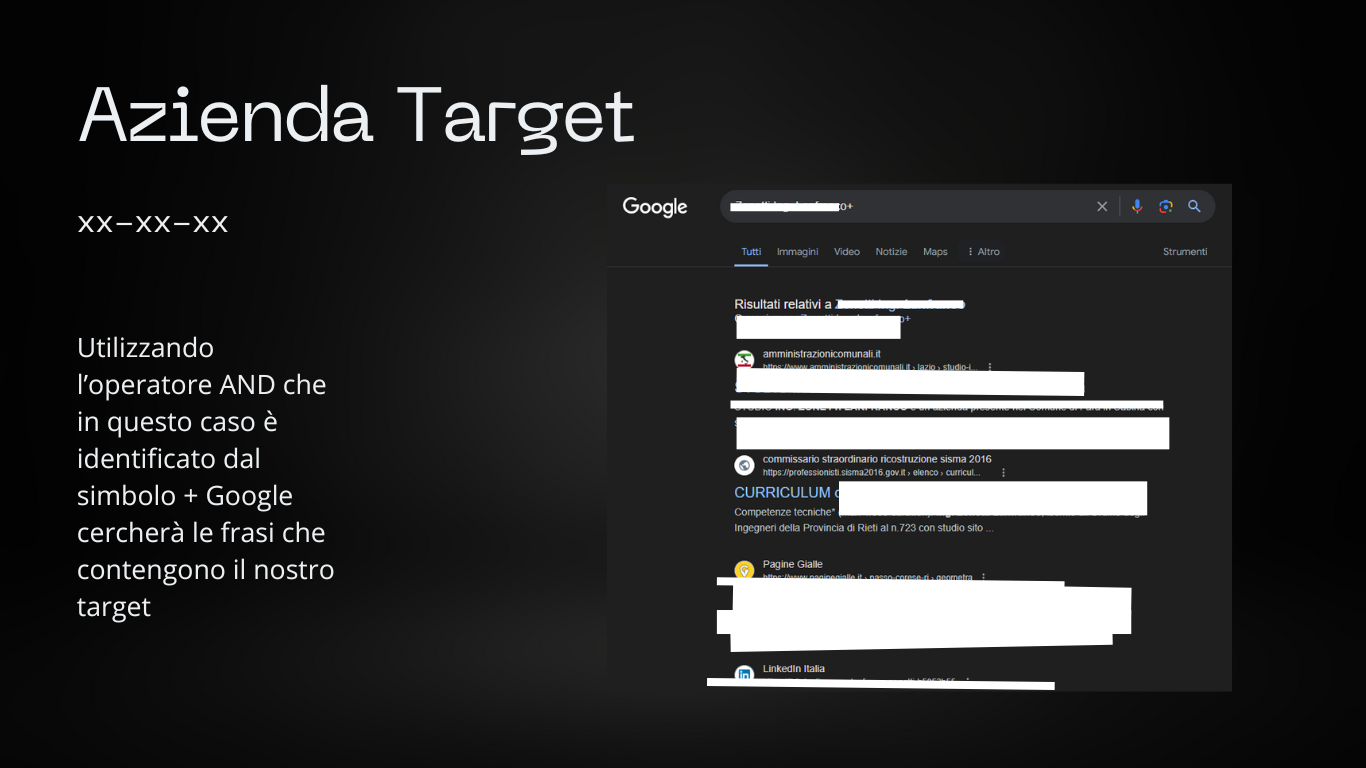 Azienda Target
xx-xx-xx
Utilizzando
l’operatore AND che
in questo caso è
identificato dal
simbolo + Google
cercherà le frasi che
contengono il nostro
target
Google
Tutti Immagini Video Notizie Maps Altro Strumenti
Risultati relativi a
amministrazionicomunali.it
https://www.amministrazionicomunali.it › lazio › studio-i...
commissario straordinario ricostruzione sisma 2016
https://professionisti.sisma2016.gov.it › elenco › curricul...
CURRICULUM
Competenze tecniche*
Ingegneri della Provincia di Rieti al n.723 con studio sito ...
Pagine Gialle
https://www.paginegialle.it › passo-corese-ri › geometra
LinkedIn Italia